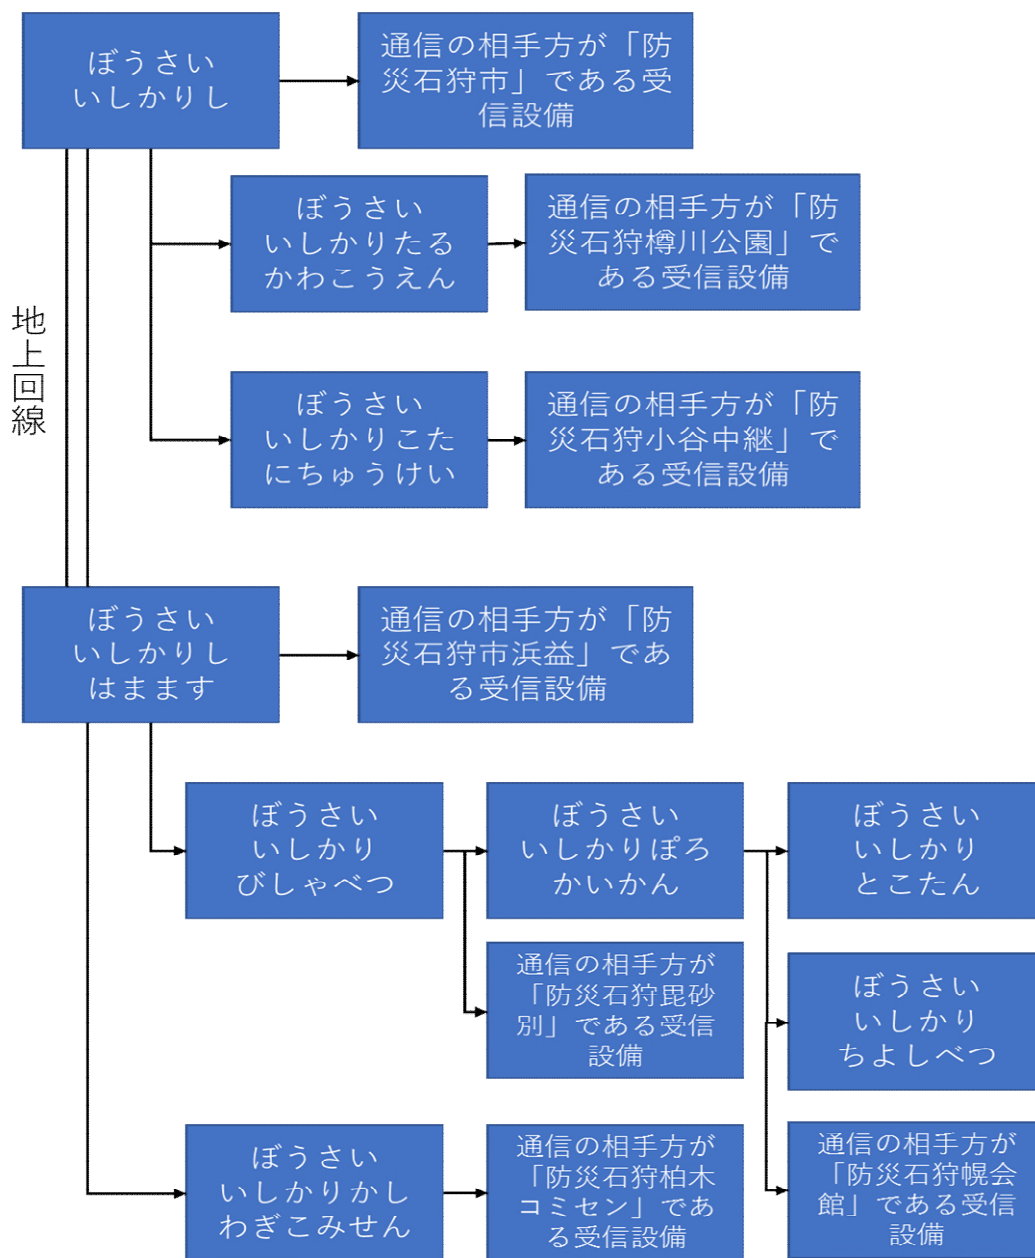 ぼうさい
いしかりし
通信の相手方が「防
災石狩市」である受
信設備
ぼうさい
いしかりたる
かわこうえん
通信の相手方が「防
災石狩樽川公園」で
ある受信設備
地上回線
ぼうさい
いしかりこた
にちゅうけい
通信の相手方が「防
災石狩小谷中継」で
ある受信設備
ぼうさい
いしかりし
はまます
通信の相手方が「防
災石狩市浜益」であ
る受信設備
ぼうさい
いしかり
びしゃべつ
ぼうさい
いしかりぽろ
かいかん
ぼうさい
いしかり
とこたん
通信の相手方が
「防災石狩毘砂
別」である受信
設備
ぼうさい
いしかり
ちよしべつ
ぼうさい
いしかりかし
わぎこみせん
通信の相手方が
「防災石狩柏木
コミセン」であ
る受信設備
通信の相手方が
「防災石狩幌会
館」である受信
設備